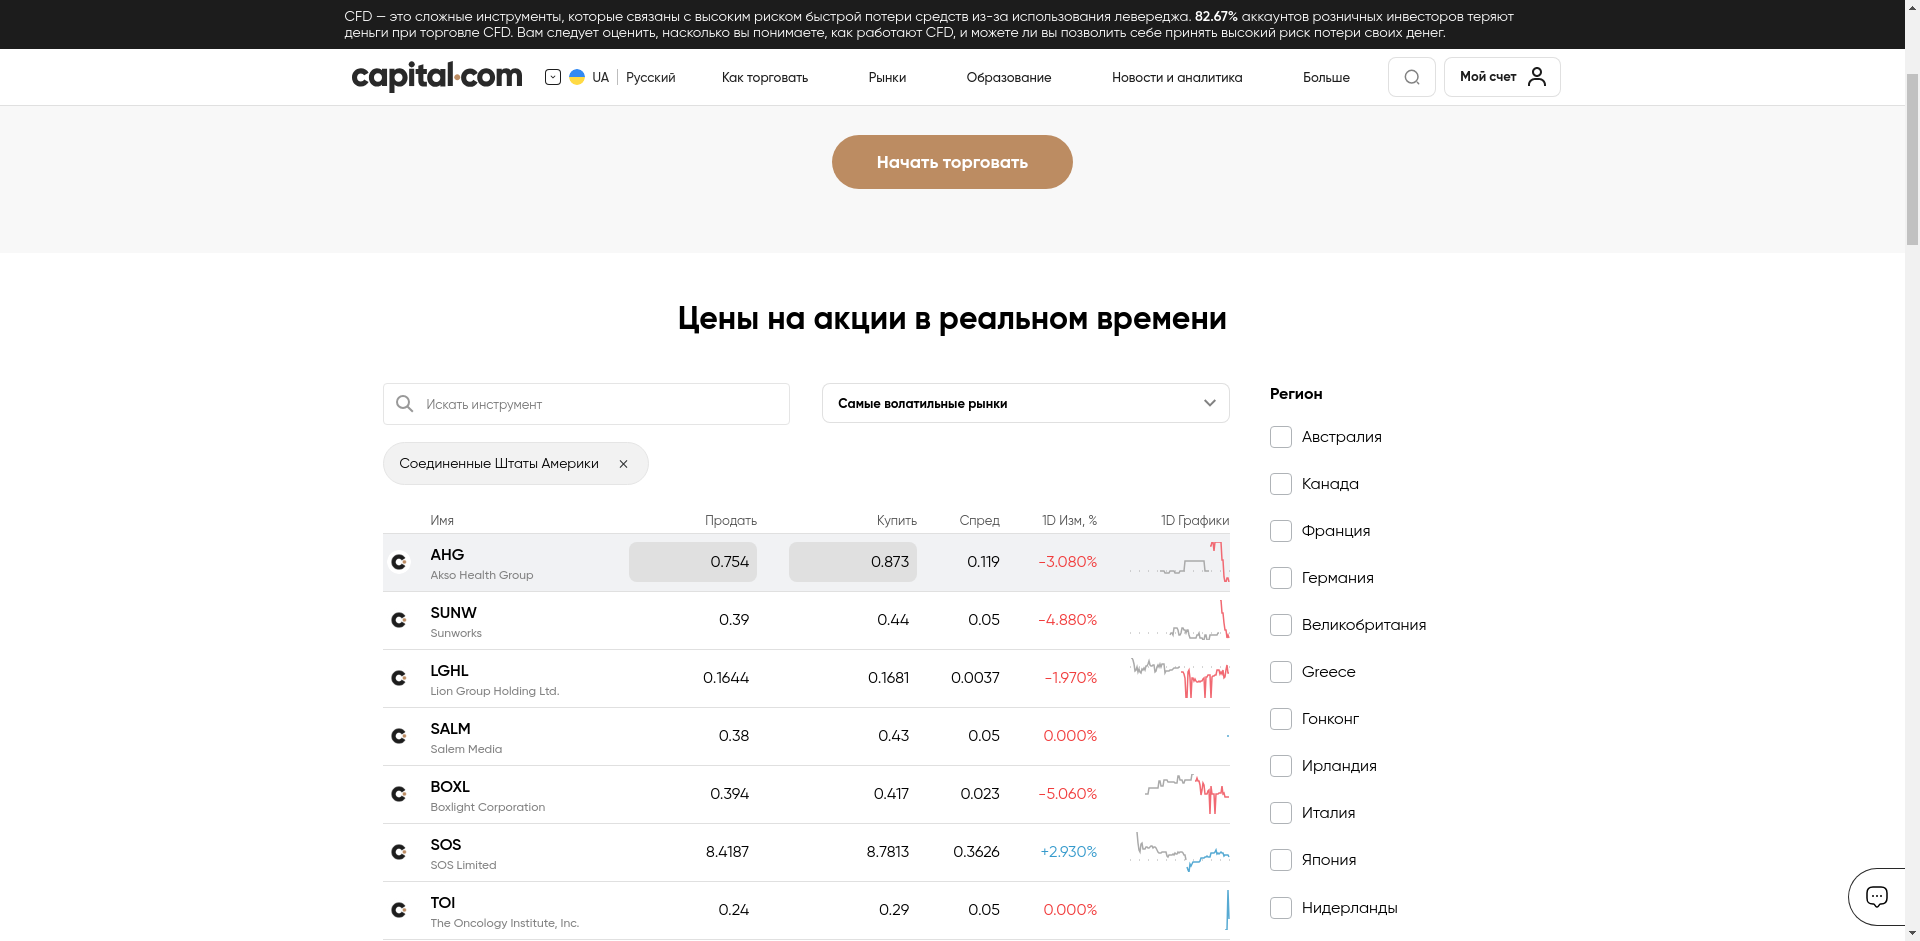 CFD — это сложные инструменты, которые связаны с высоким риском быстрой потери средств из-за использования левереджа. 82.67% аккаунтов розничных инвесторов теряют
деньги при торговле CFD. Вам следует оценить, насколько вы понимаете, как работают CFD, и можете ли вы позволить себе принять высокий риск потери своих денег.
capital.com UA Русский Как торговать Рынки Образование Новости и аналитика Больше Мой счет
Начать торговать
Цены на акции в реальном времени
Искать инструмент
Самые волатильные рынки
Соединенные Штаты Америки ×
Имя Продать Купить Спред 1D Изм, % 1D Графики
AHG 0.754 0.873 0.119 -3.080%
Akso Health Group
SUNW 0.39 0.44 0.05 -4.880%
Sunworks
LGHL 0.1644 0.1681 0.0037 -1.970%
Lion Group Holding Ltd.
SALM 0.38 0.43 0.05 0.000%
Salem Media
BOXL 0.394 0.417 0.023 -5.060%
Boxlight Corporation
SOS 8.4187 8.7813 0.3626 +2.930%
SOS Limited
TOI 0.24 0.29 0.05 0.000%
The Oncology Institute, Inc.
Регион
Австралия
Канада
Франция
Германия
Великобритания
Greece
Гонконг
Ирландия
Италия
Япония
Нидерланды